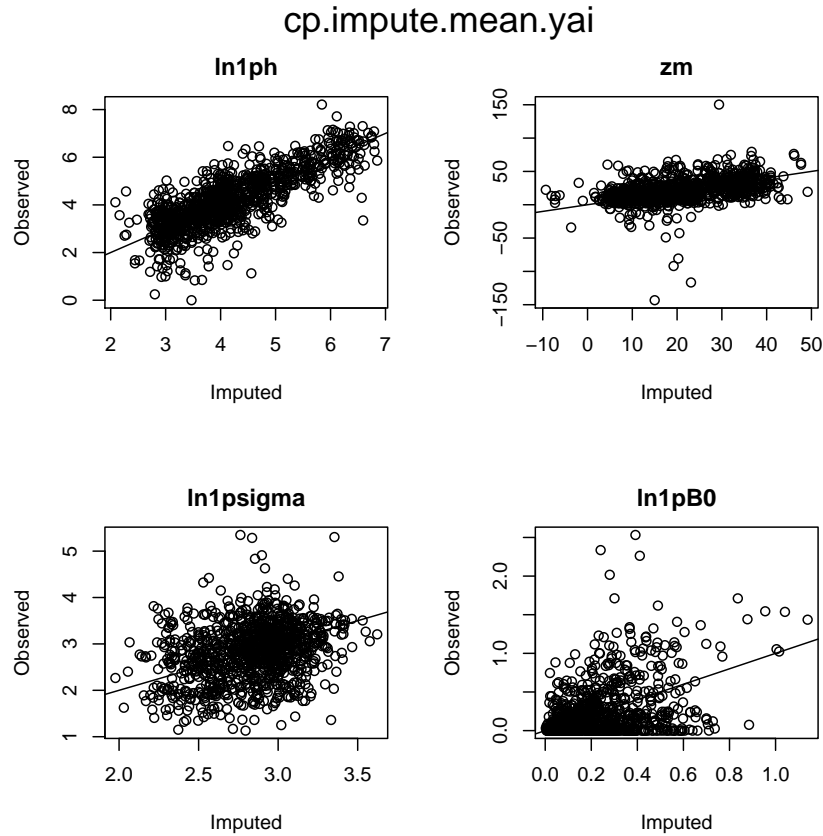 cp.impute.mean.yai
ln1ph
zm
Observed
0 2 4 6 8
2 3 4 5 6 7
Imputed
Observed
−150 −50 50 150
−10 0 10 20 30 40 50
Imputed
ln1psigma
ln1pB0
Observed
1 2 3 4 5
2.0 2.5 3.0 3.5
Imputed
Observed
0.0 1.0 2.0
0.0 0.2 0.4 0.6 0.8 1.0
Imputed